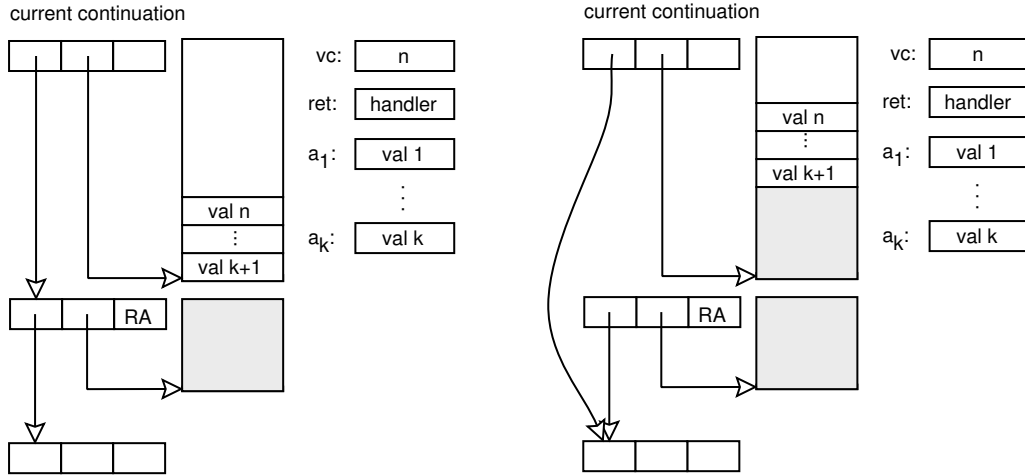 current continuation
vc: n
ret: handler
a1: val 1
⋮
ak: val k
val n
⋮
val k+1
RA
current continuation
vc: n
ret: handler
a1: val 1
⋮
ak: val k
val n
⋮
val k+1
RA